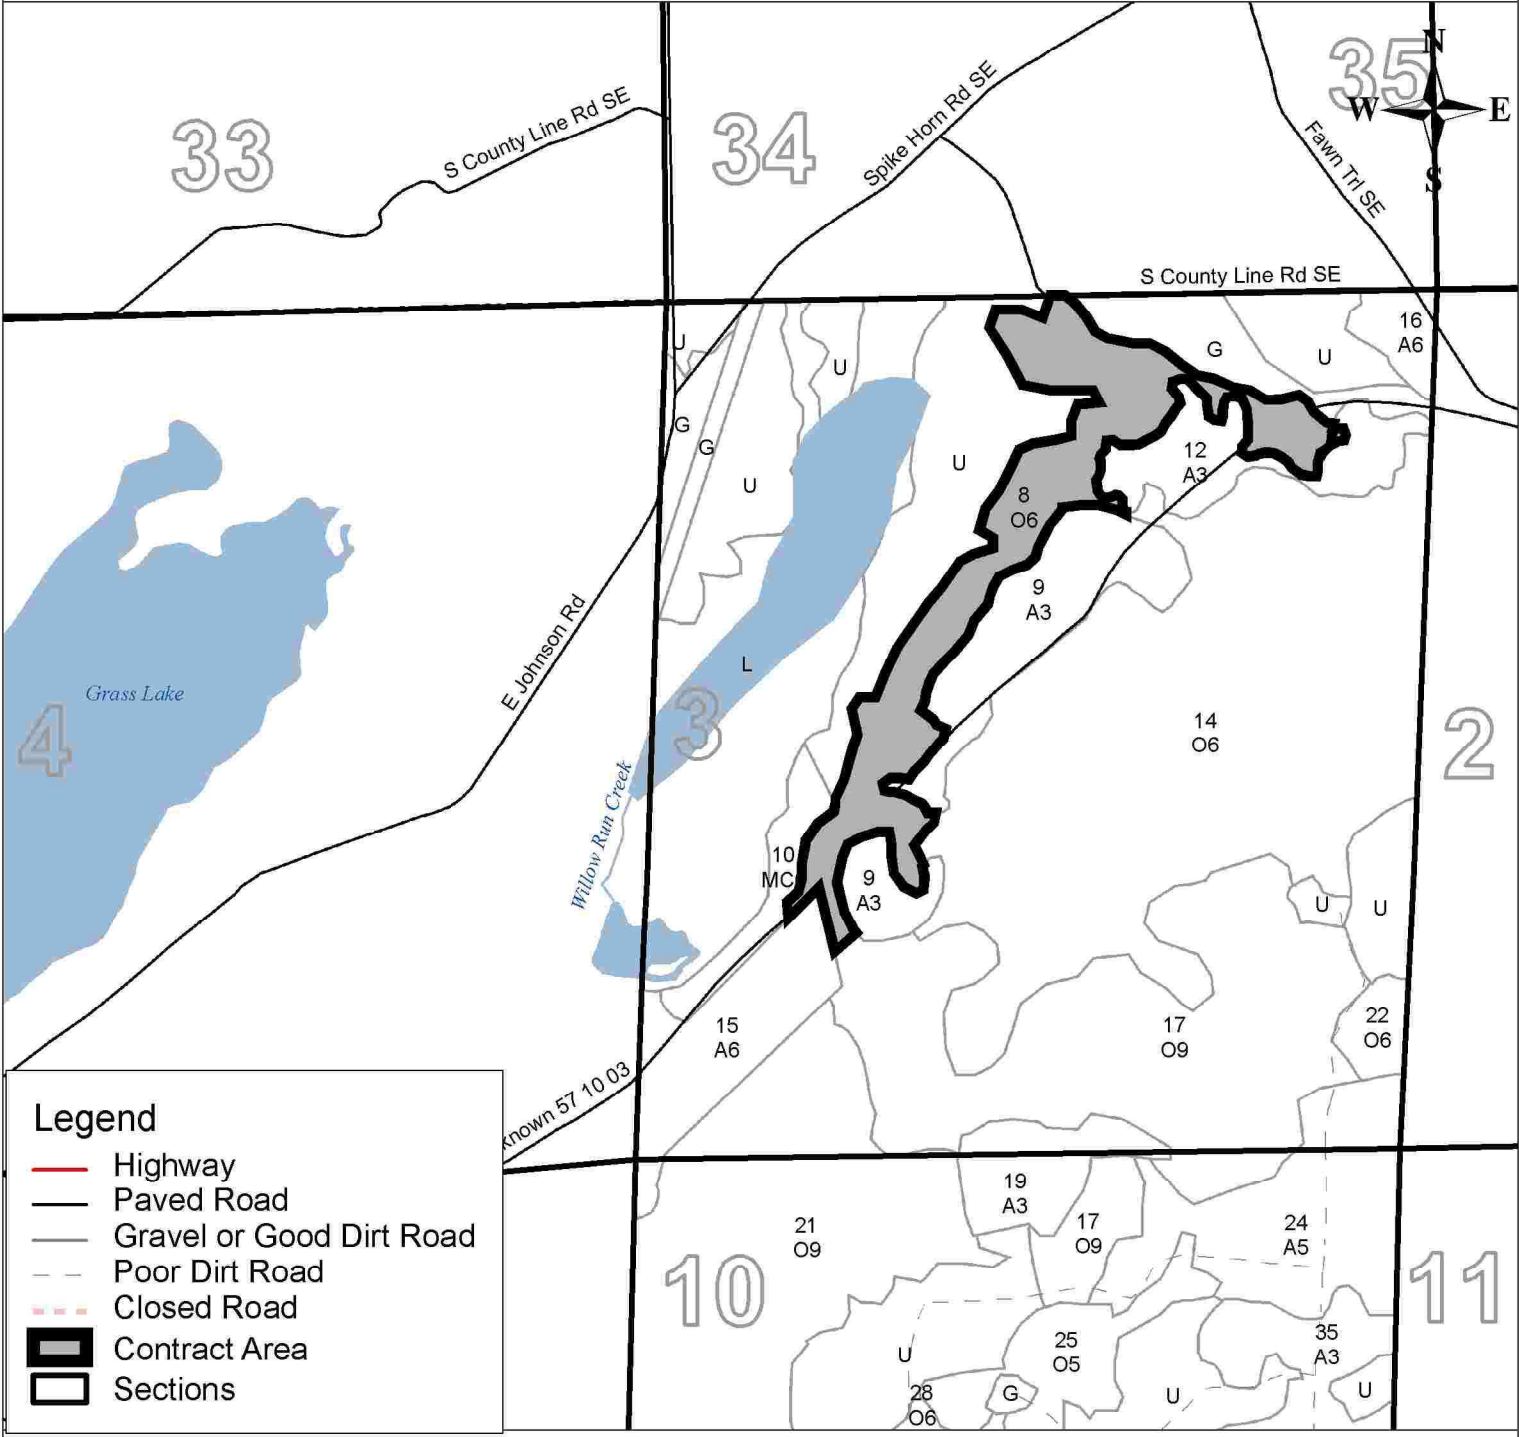 35
N
W
E
S
33
S County Line Rd SE
34
Spike Horn Rd SE
Fawn Trl SE
S County Line Rd SE
16
A6
U
U
G
U
G
G
U
U
12
A3
8
O6
9
A3
E Johnson Rd
L
Grass Lake
4
3
14
O6
2
Willow Run Creek
10
MC
9
A3
U
U
15
A6
17
O9
22
O6
known 57 10 03
Legend
Highway
Paved Road
Gravel or Good Dirt Road
Poor Dirt Road
Closed Road
Contract Area
Sections
19
A3
21
O9
17
O9
24
A5
10
11
25
O5
35
A3
U
28
O6
G
U
U